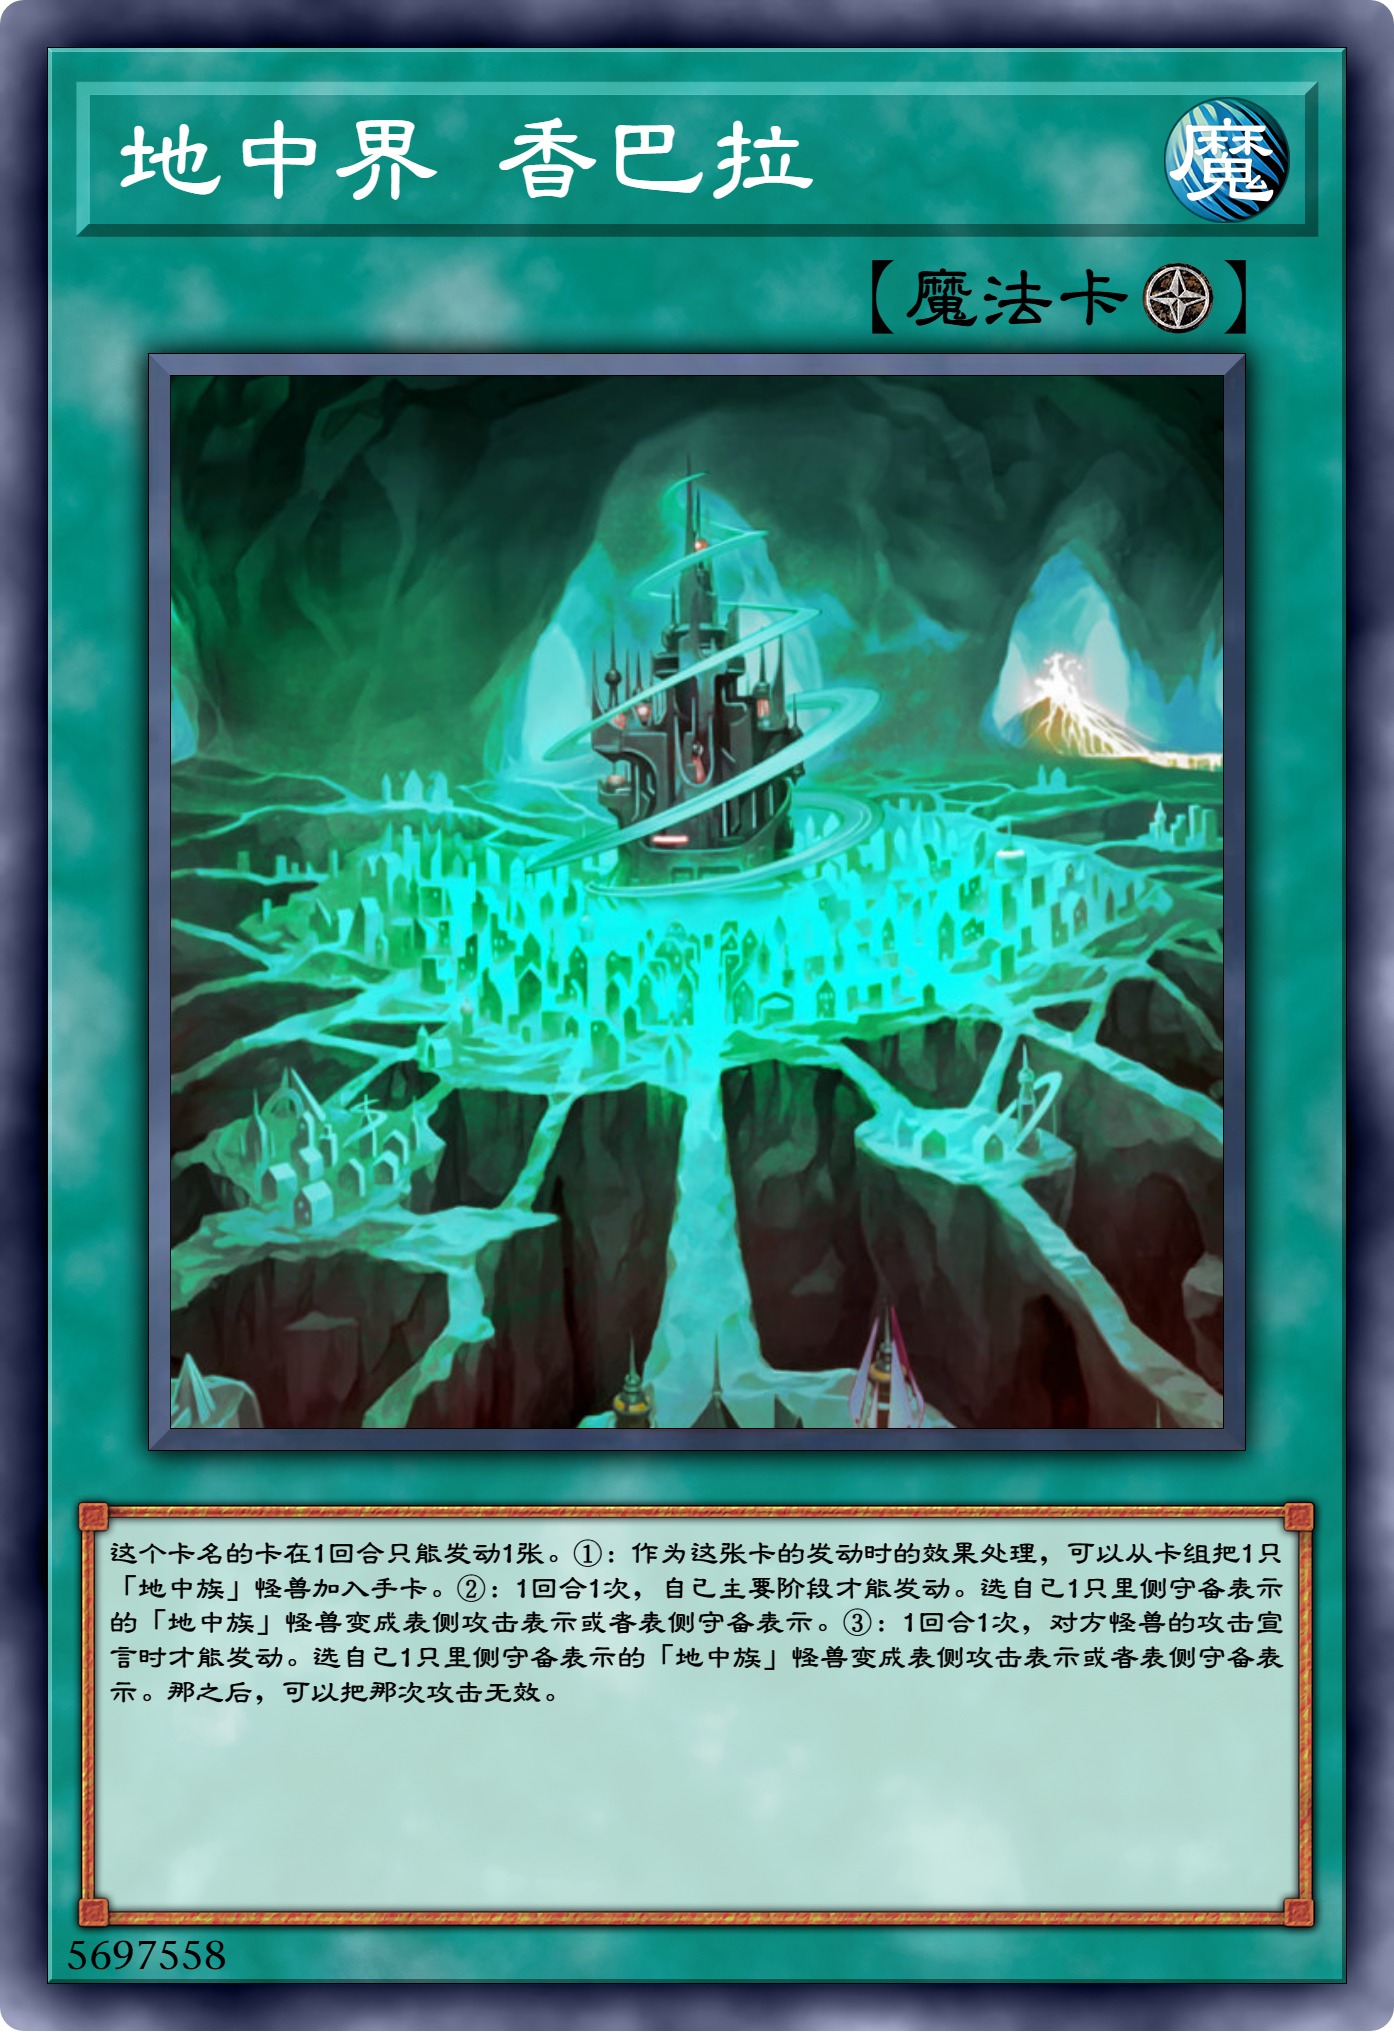 地中界 香巴拉
魔
【魔法卡】
这个卡名的卡在1回合只能发动1张。①：作为这张卡的发动时的效果处理，可以从卡组把1只
「地中族」怪兽加入手卡。②：1回合1次，自己主要阶段才能发动。选自己1只里侧守备表示
的「地中族」怪兽变成表侧攻击表示或者表侧守备表示。③：1回合1次，对方怪兽的攻击宣
言时才能发动。选自己1只里侧守备表示的「地中族」怪兽变成表侧攻击表示或者表侧守备表
示。那之后，可以把那次攻击无效。
5697558